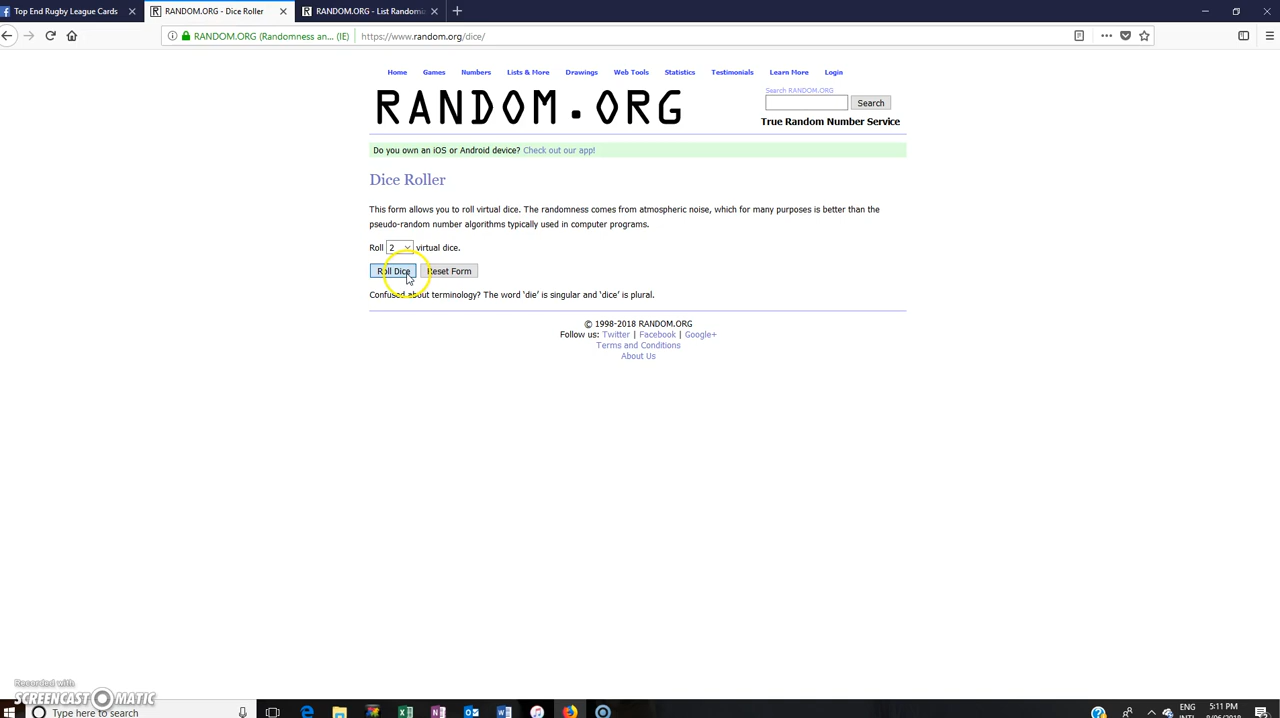 Top End Rugby League Cards
RANDOM.ORG - Dice Roller
RANDOM.ORG - List Randomi
RANDOM.ORG (Randomness an... (IE)
https://www.random.org/dice/
Home Games Numbers Lists & More Drawings Web Tools Statistics Testimonials Learn More Login
Search RANDOM.ORG
RANDOM.ORG
Search
True Random Number Service
Do you own an iOS or Android device? Check out our app!
Dice Roller
This form allows you to roll virtual dice. The randomness comes from atmospheric noise, which for many purposes is better than the
pseudo-random number algorithms typically used in computer programs.
Roll 2 virtual dice.
Roll Dice Reset Form
Confused about terminology? The word ‘die’ is singular and ‘dice’ is plural.
© 1998-2018 RANDOM.ORG
Follow us: Twitter | Facebook | Google+
Terms and Conditions
About Us
Recorded with
SCREENCAST O MATIC
Type here to search
ENG
INTL
5:11 PM
8/06/2018